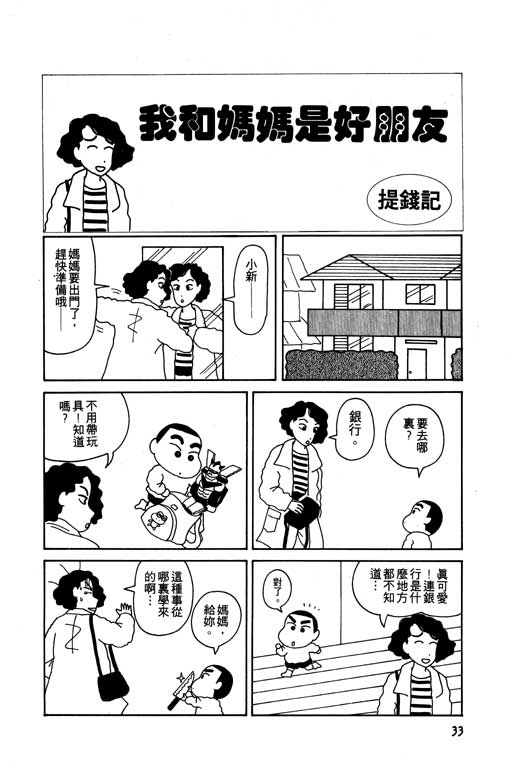 我和媽媽是好朋友
提錢記
小新——
媽媽要出門了，
趕快準備哦——
要去哪
裏？
銀行。
不用帶玩
具！知道
嗎？
真可愛
！連銀
行是什
麼地方
都不知
道…
對了。
媽媽，
給妳。
這種事從
哪裏學來
的啊…
33